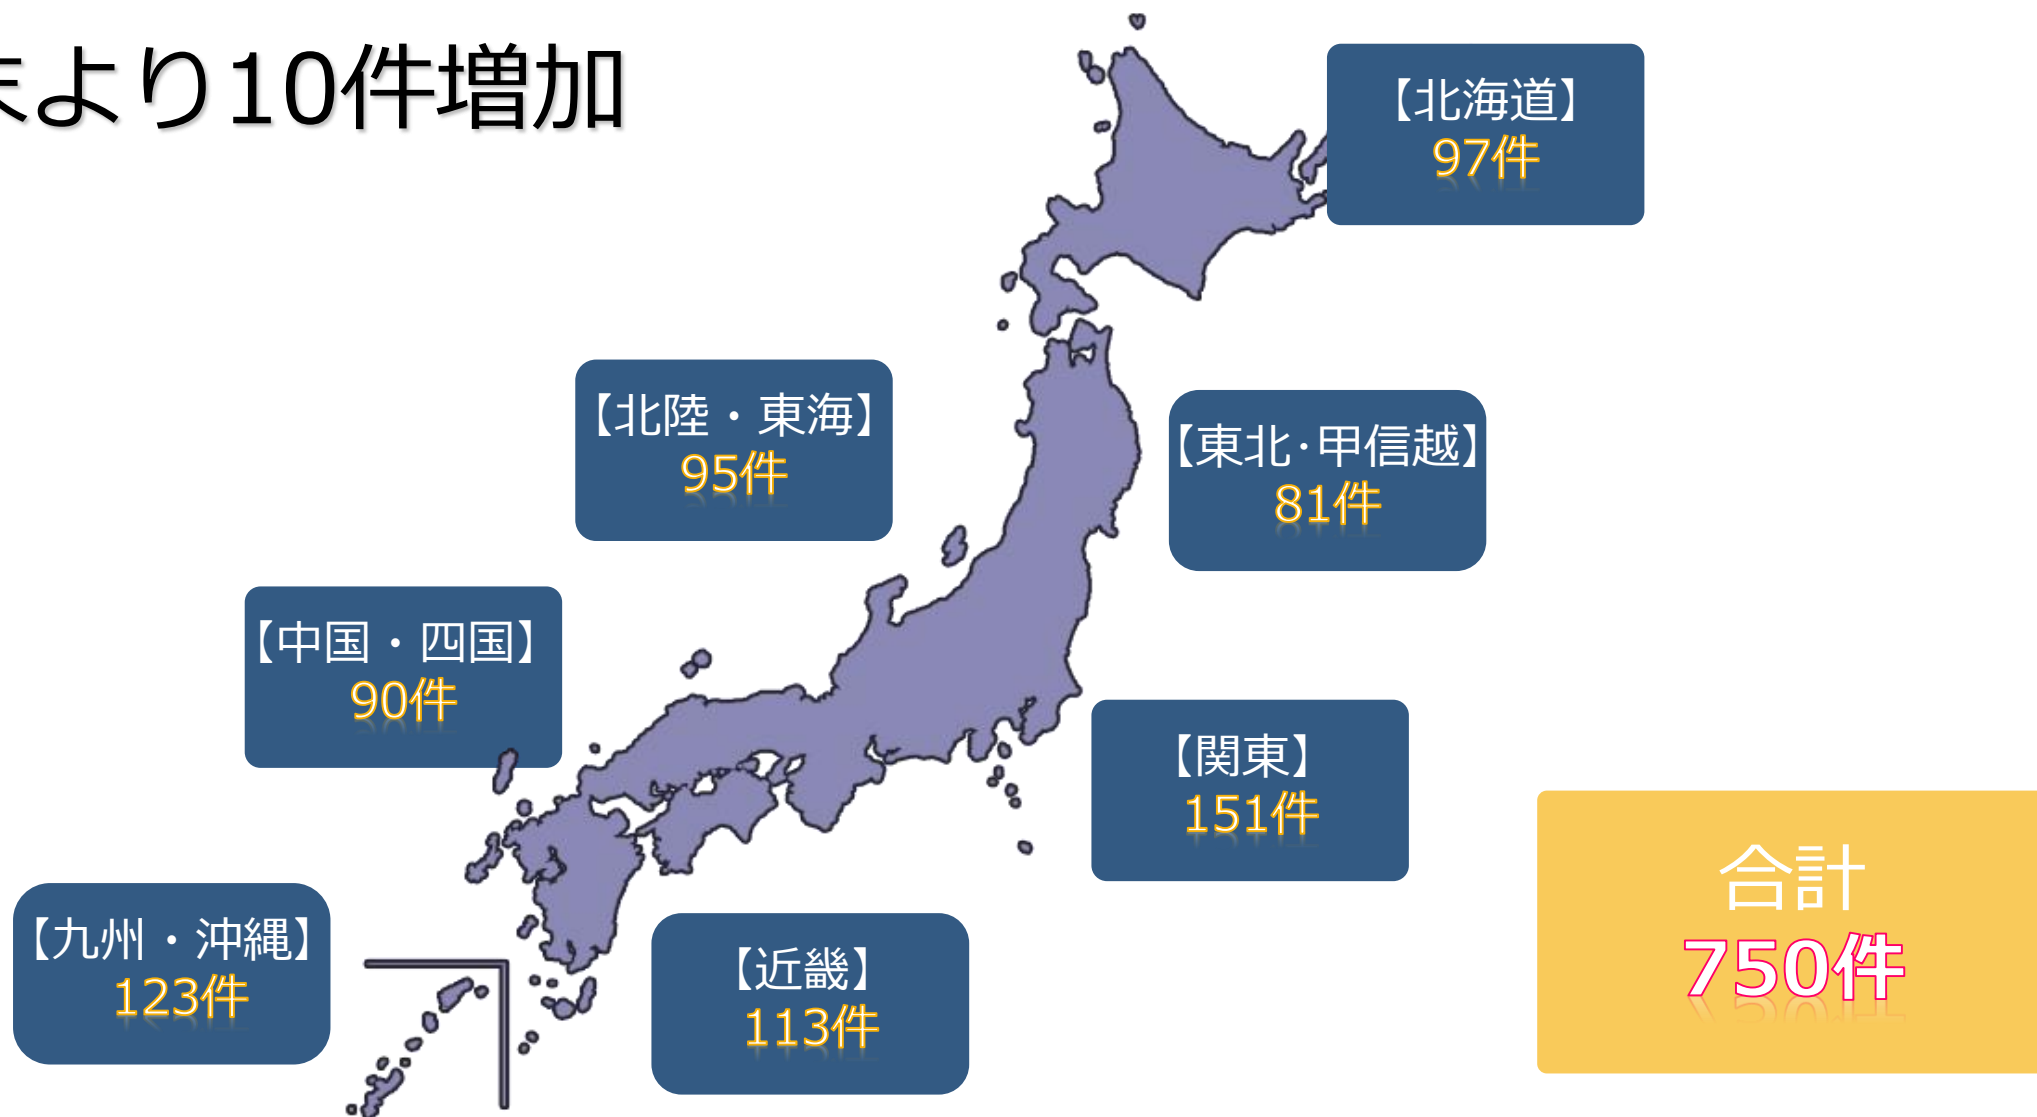 より10件増加
【北海道】
97件
【北陸・東海】
95件
【東北･甲信越】
81件
【中国・四国】
90件
【関東】
151件
【九州・沖縄】
123件
【近畿】
113件
合計
750件